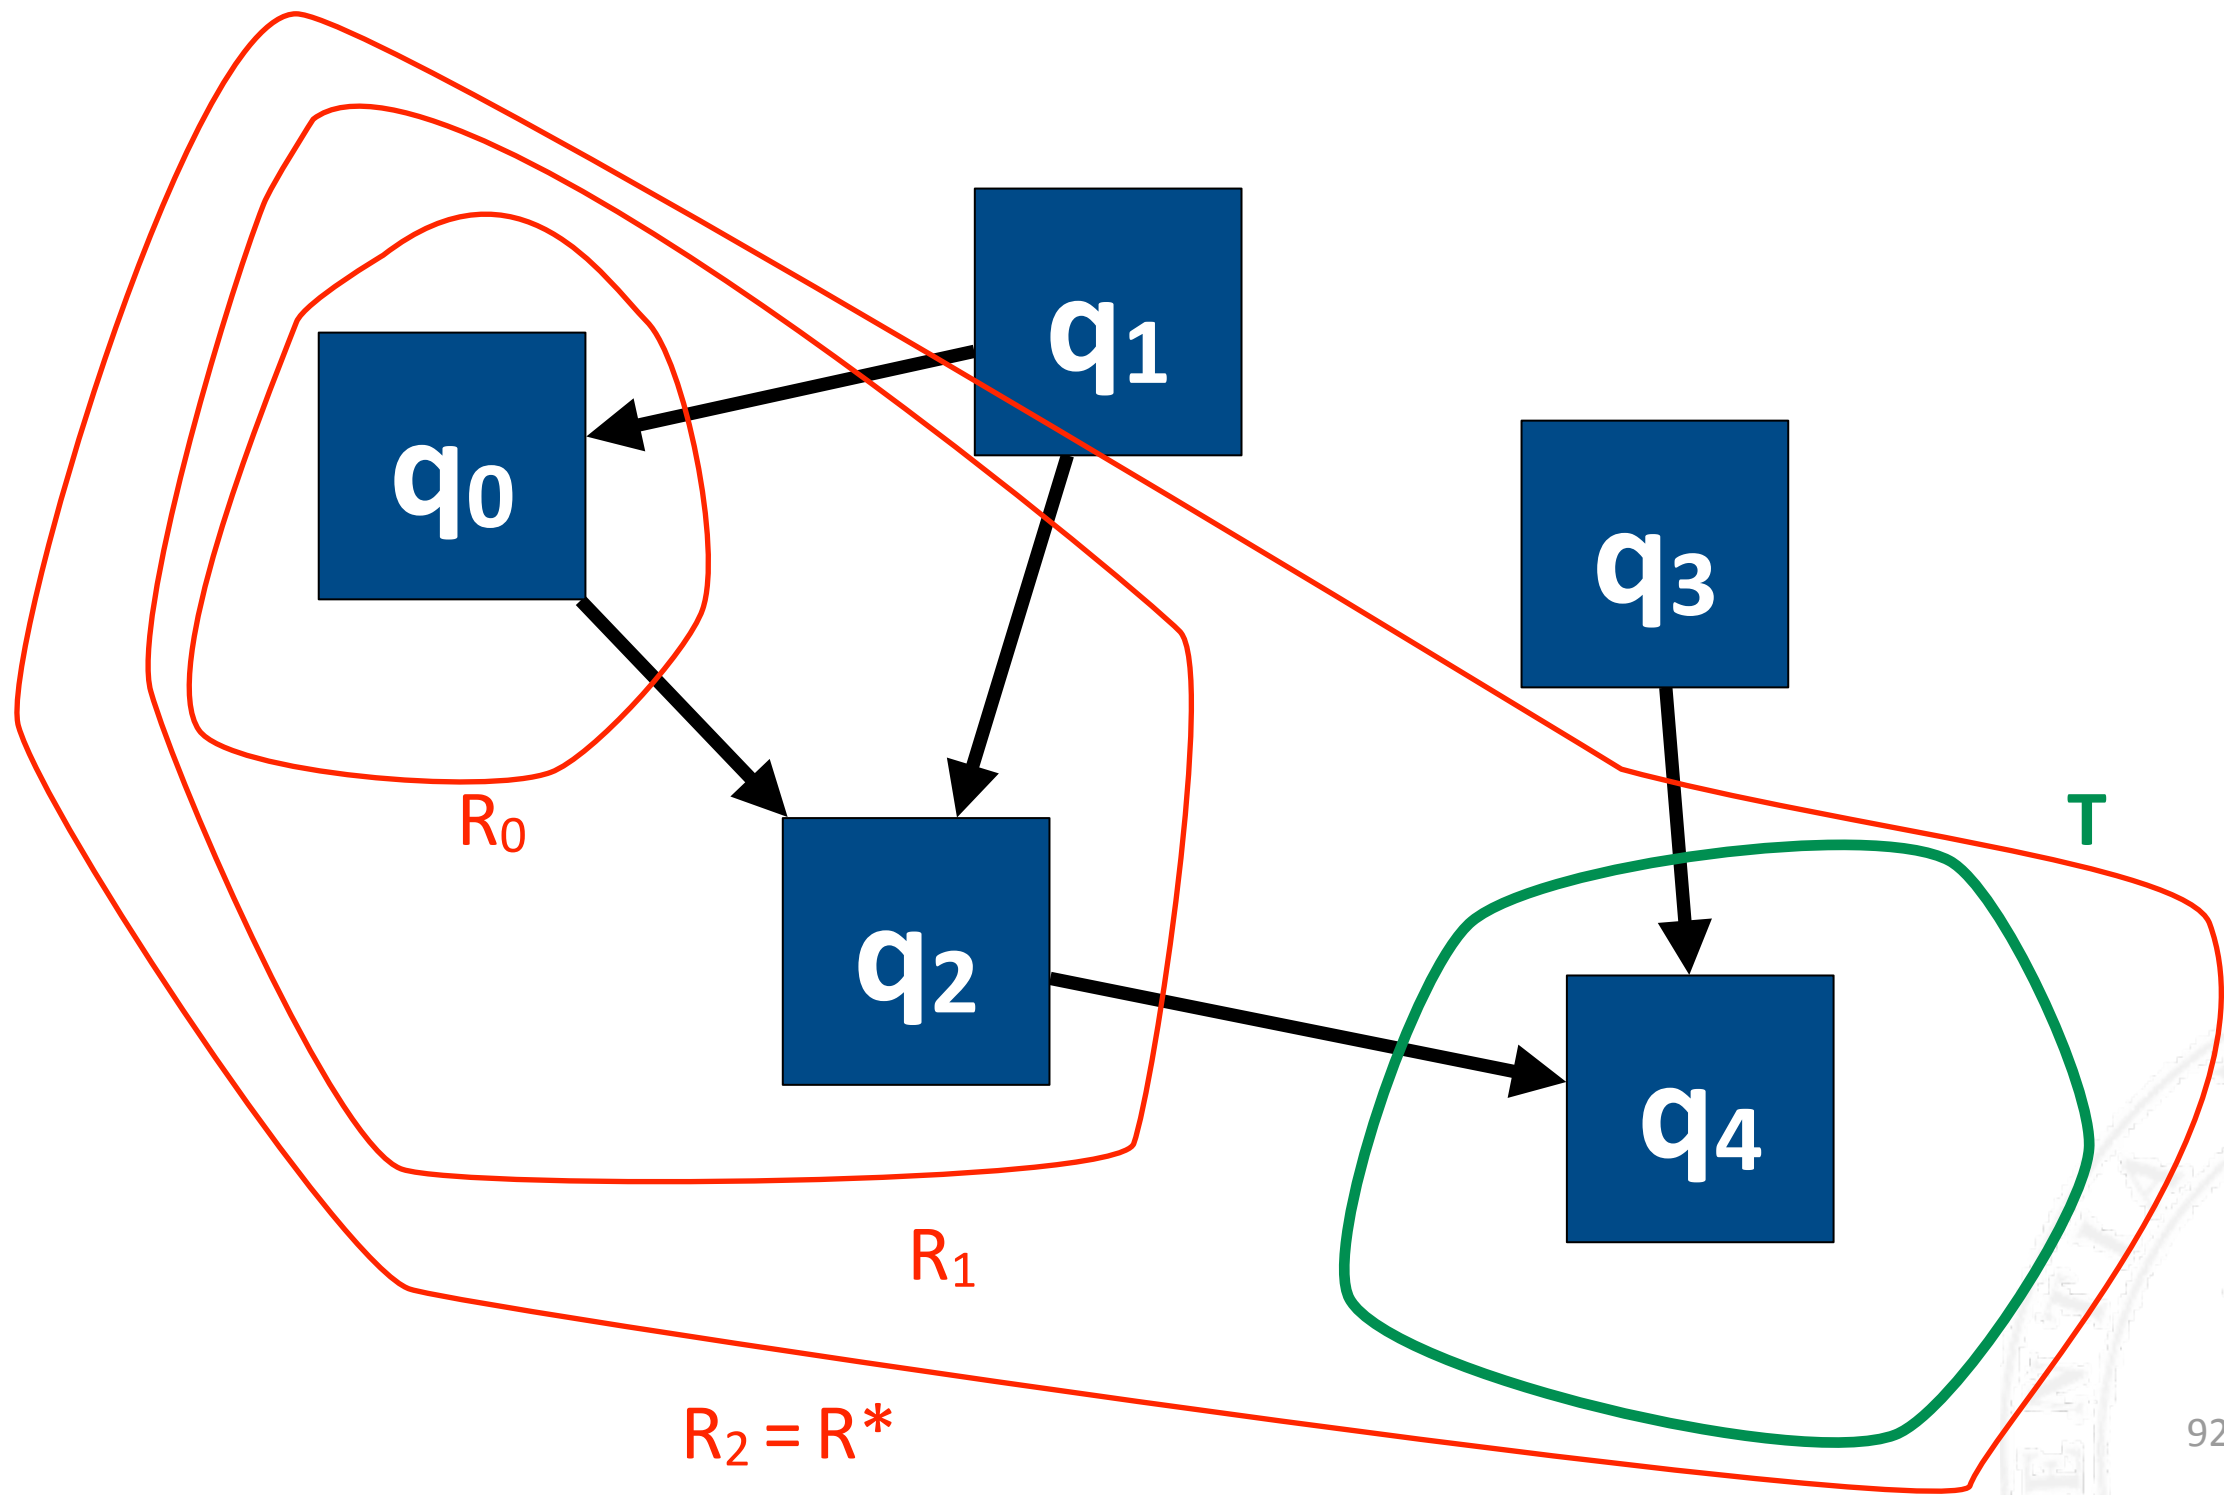 q₁
q₀
q₃
R₀
T
q₂
q₄
R₁
R₂ = R*
92